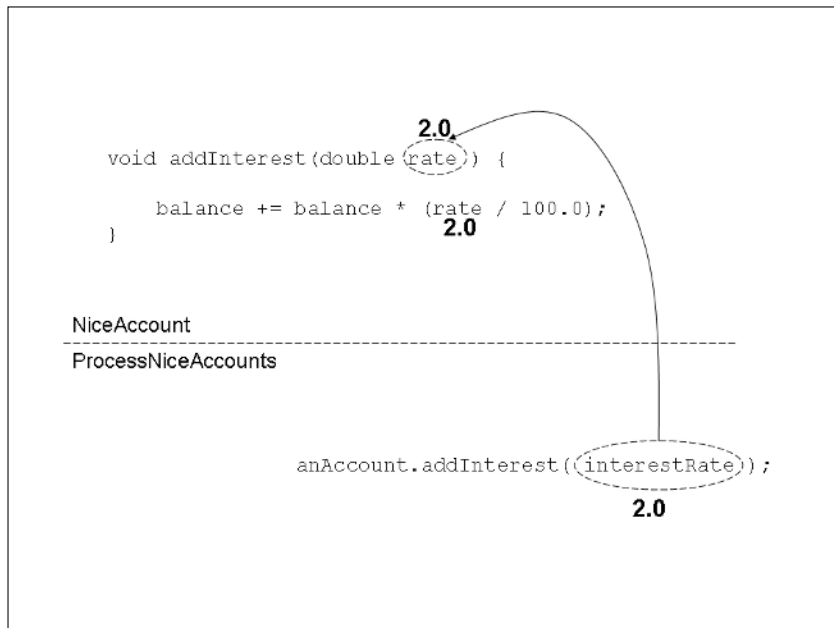 2.0
void addInterest(double rate) {
balance += balance * (rate / 100.0);
2.0
}
NiceAccount
ProcessNiceAccounts
anAccount.addInterest(interestRate);
2.0